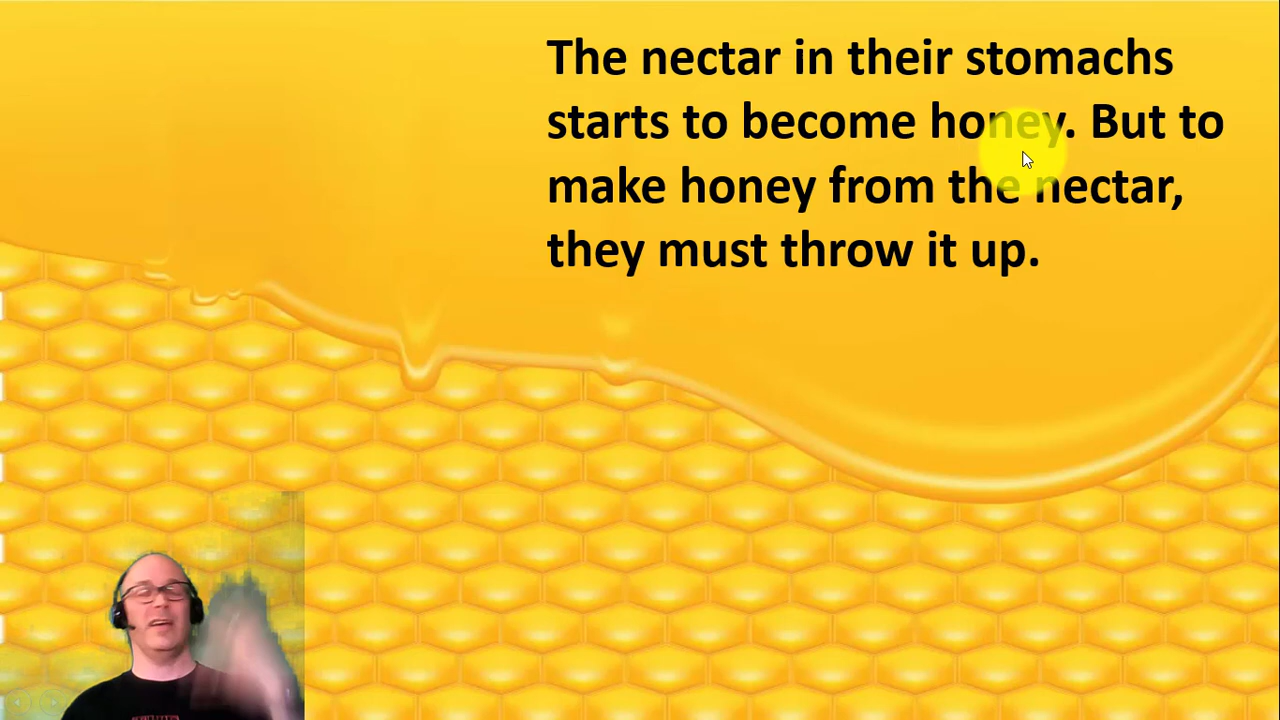 The nectar in their stomachs
starts to become honey. But to
make honey from the nectar,
they must throw it up.